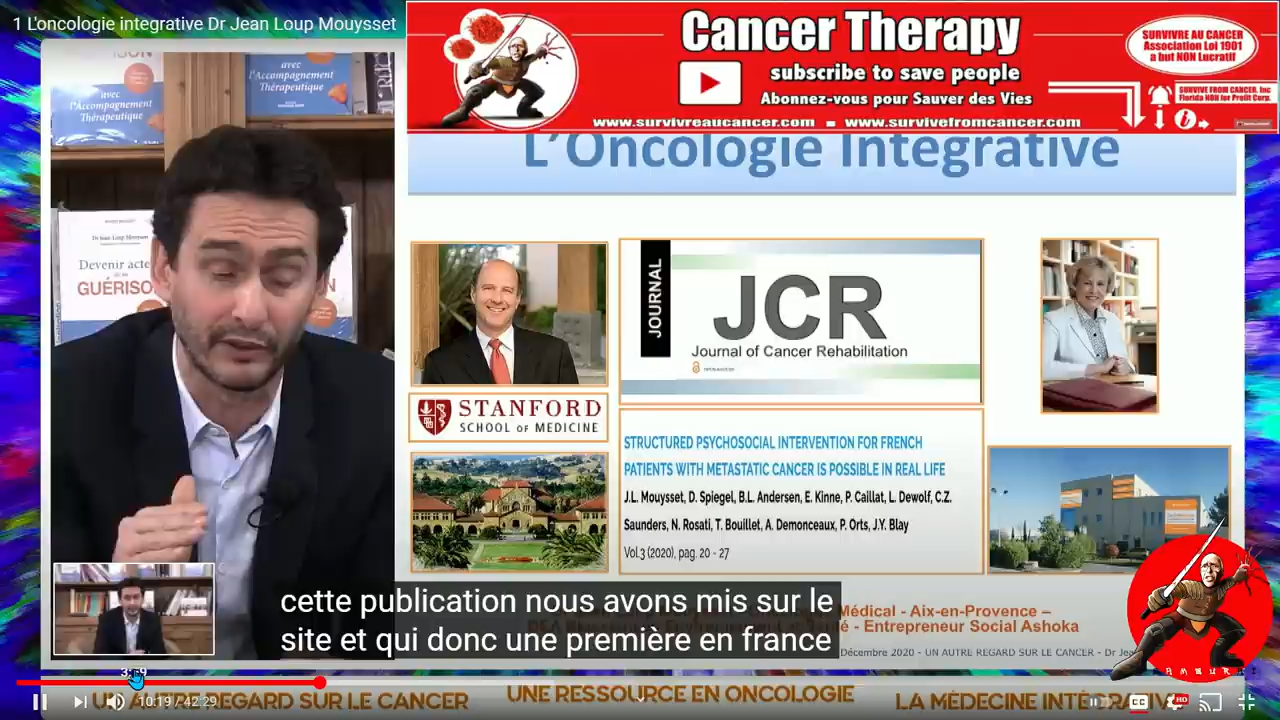 1 L'oncologie integrative Dr Jean Loup Mouysset
Cancer Therapy
subscribe to save people
Abonnez-vous pour Sauver des Vies
www.survivreaucancer.com - www.survivefromcancer.com
SURVIVRE AU CANCER
Association Loi 1901
a but NON Lucratif
SURVIVE FROM CANCER. Inc
Florida NON for Profit Corp.
L'Oncologie Intégrative
avec
l'Accompagnement
Thérapeutique
avec
l'Accompagnement
Thérapeutique
Dr Jean-Loup Mouysset
Devenir acte
GUÉRISO
JOURNAL
JCR
Journal of Cancer Rehabilitation
STANFORD
SCHOOL OF MEDICINE
STRUCTURED PSYCHOSOCIAL INTERVENTION FOR FRENCH
PATIENTS WITH METASTATIC CANCER IS POSSIBLE IN REAL LIFE
J.L. Mouysset, D. Spiegel, B.L. Andersen, E. Kinne, P. Caillat, L. Dewolf, C.Z.
Saunders, N. Rosati, T. Bouillet, A. Demonceaux, P. Orts, J.Y. Blay
Vol.3 (2020), pag. 20 - 27
cette publication nous avons mis sur le
site et qui donc une première en france
Médical - Aix-en-Provence –
- Entrepreneur Social Ashoka
Décembre 2020 - UN AUTRE REGARD SUR LE CANCER - Dr Jea
AMEUR
UN AUTRE REGARD SUR LE CANCER
UNE RESSOURCE EN ONCOLOGIE
LA MÉDECINE INTÉGRATIV
10:19 / 42:29
CC
HD